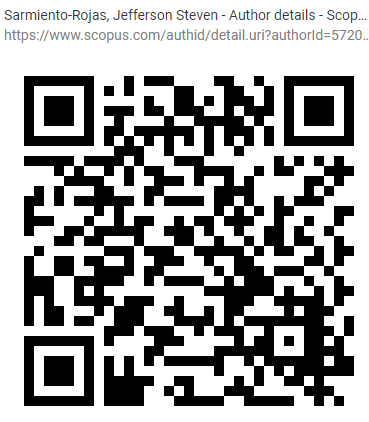 Sarmiento-Rojas, Jefferson Steven - Author details - Scop...
https://www.scopus.com/authid/detail.uri?authorId=5720...